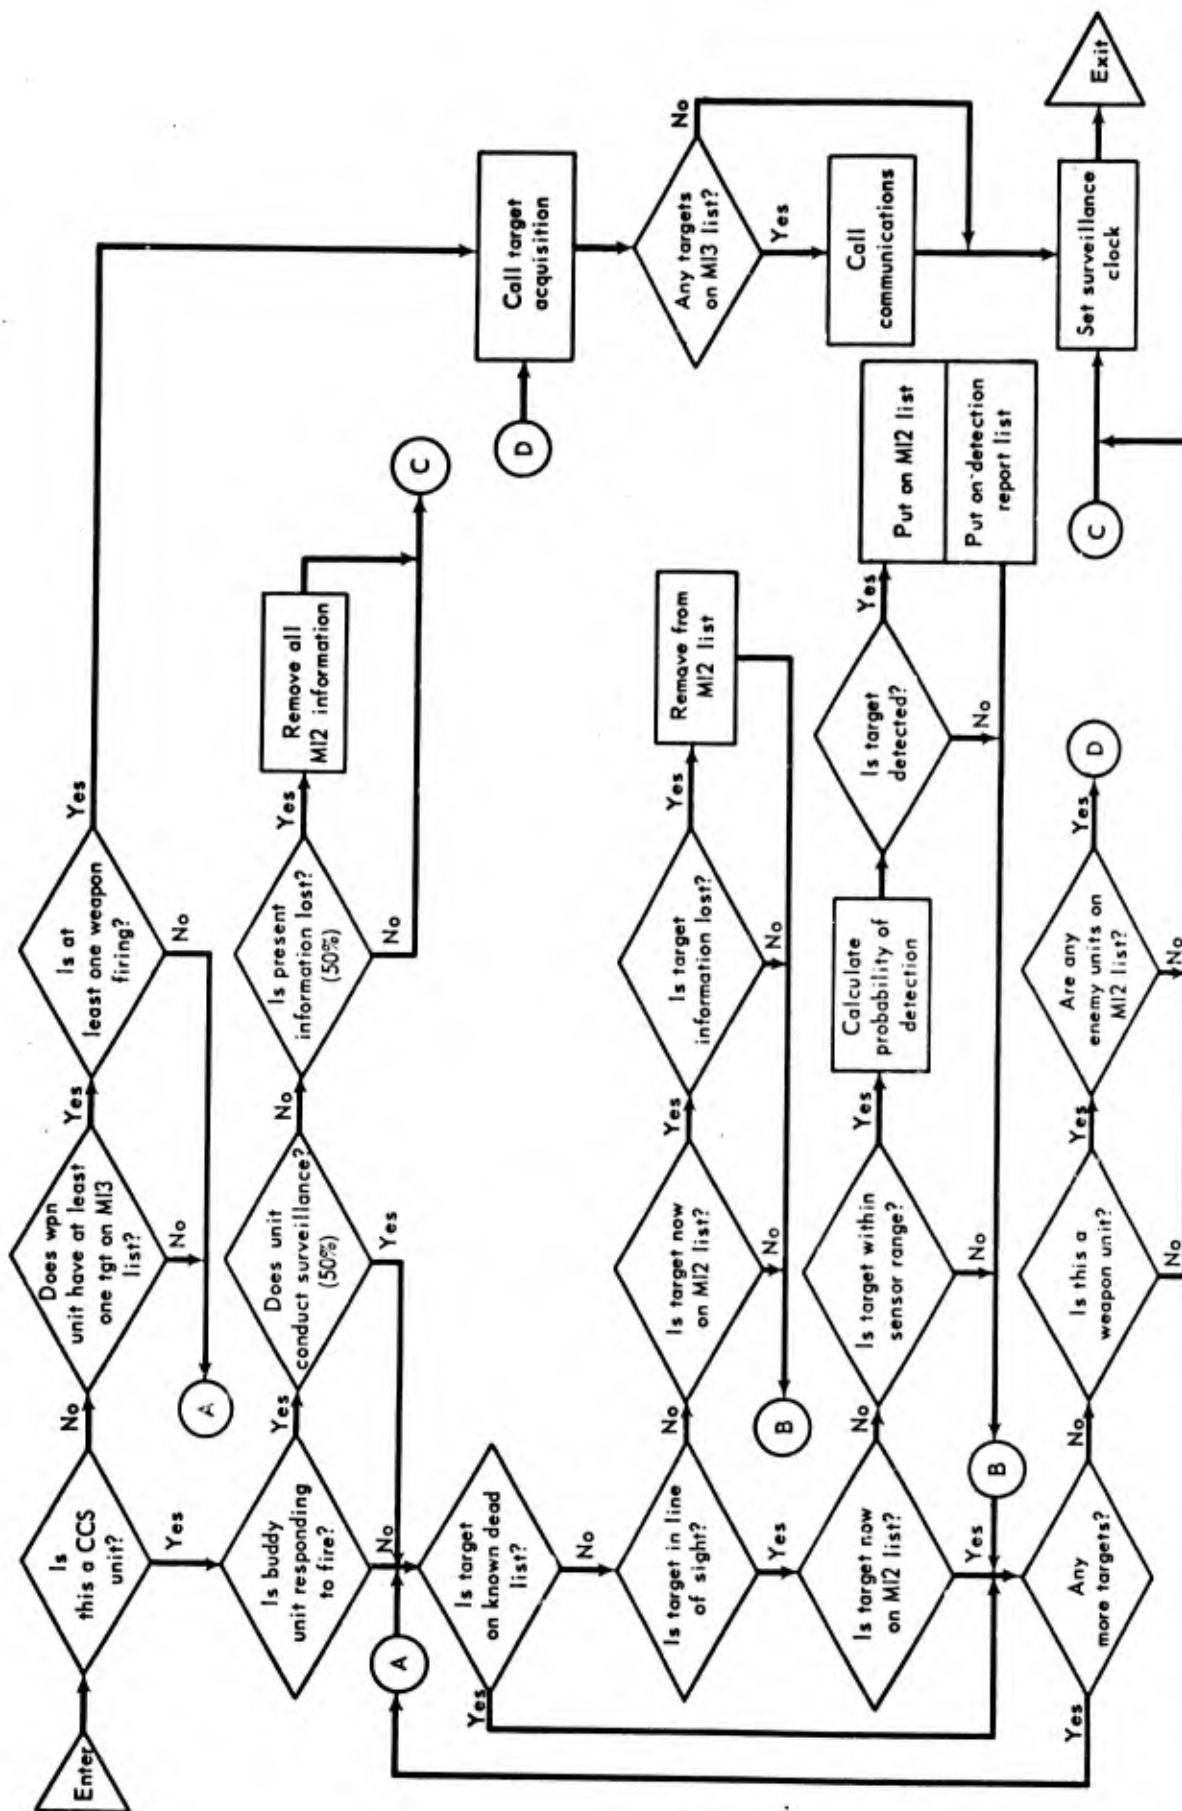 Enter
Is
this a CCS
unit?
No
Yes
Does wpn
unit have at least
one tgt on MI3
list?
Yes
No
Is at
least one weapon
firing?
Yes
No
A
Is buddy
unit responding
to fire?
Yes
No
Does unit
conduct surveillance?
(50%)
No
Yes
Is present
information lost?
(50%)
Yes
No
Remove all
MI2 information
C
A
Is target
on known dead
list?
Yes
No
D
Call target
acquisition
Is target in line
of sight?
No
Yes
Is target now
on MI2 list?
Yes
No
Is target
information lost?
Yes
No
Remove from
MI2 list
B
Any targets
on MI3 list?
No
Yes
Is target now
on MI2 list?
No
Yes
Is target within
sensor range?
Yes
No
Calculate
probability of
detection
Is target
detected?
Yes
No
Put on MI2 list
Put on detection
report list
Call
communications
B
Any
more targets?
Yes
No
Is this a
weapon unit?
Yes
No
Are any
enemy units on
MI2 list?
Yes
No
D
C
Set surveillance
clock
Exit